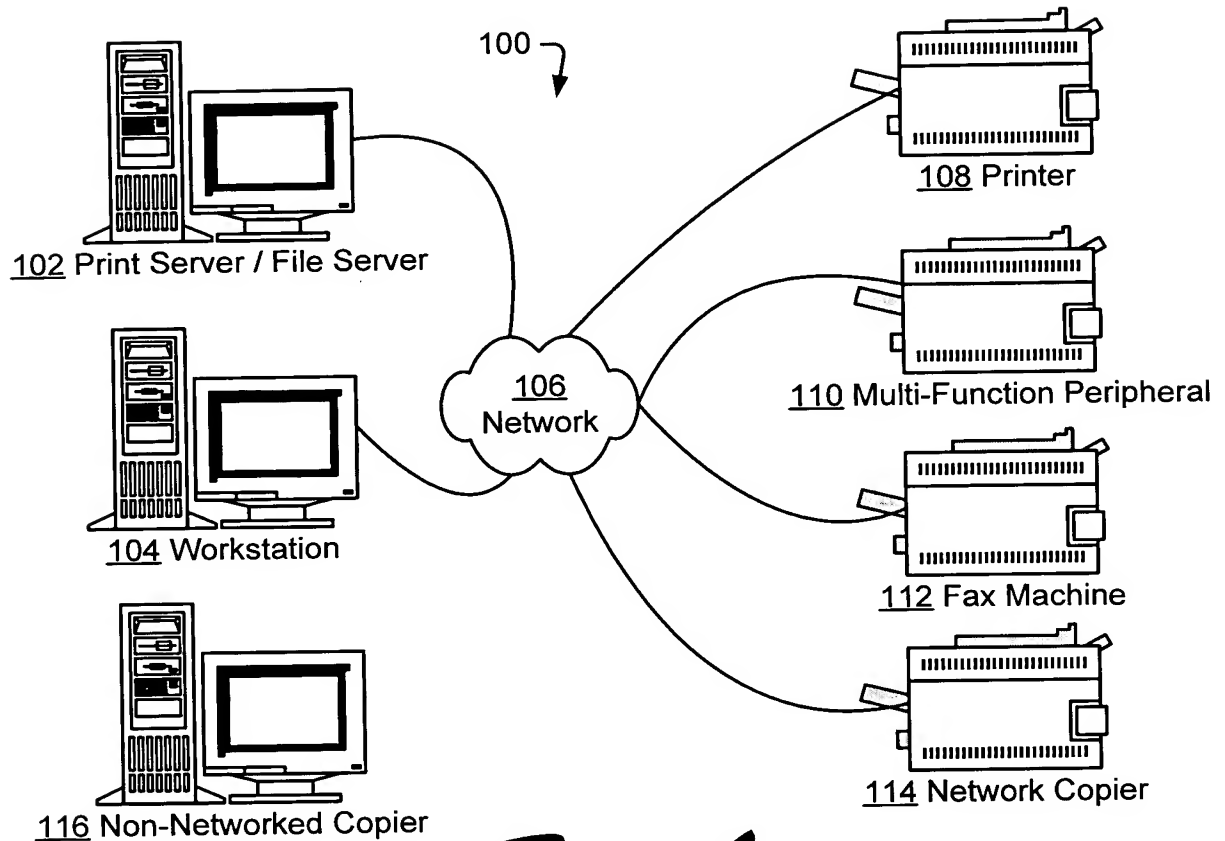 100
102 Print Server / File Server
104 Workstation
116 Non-Networked Copier
106
Network
108 Printer
110 Multi-Function Peripheral
112 Fax Machine
114 Network Copier